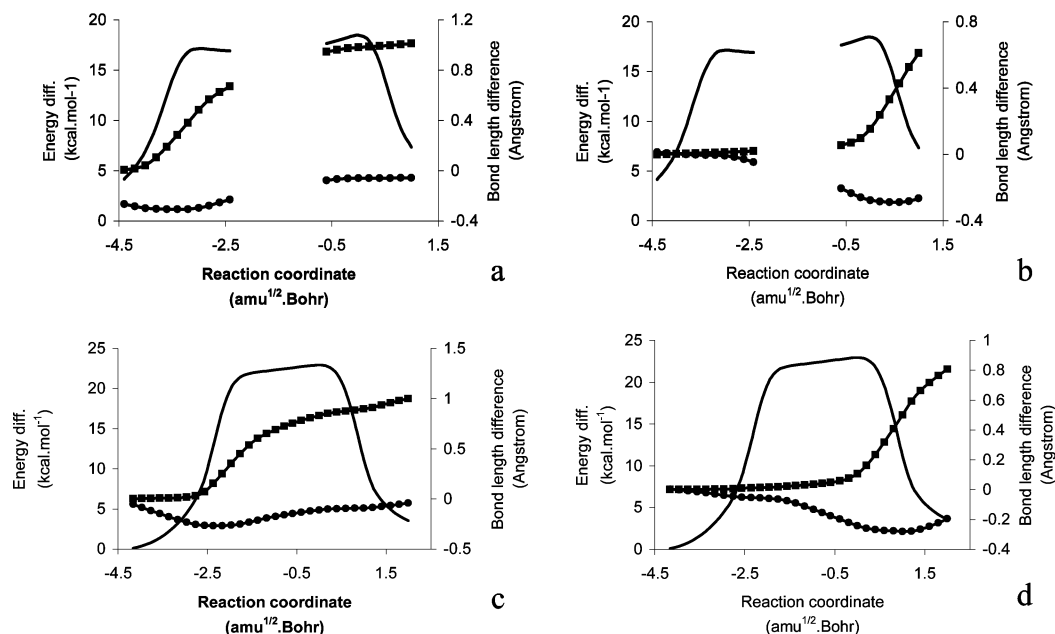 20
15
10
5
0
-4.5 -2.5 -0.5 1.5
1.2
0.8
0.4
0
-0.4
Energy diff.
(kcal.mol-1)
Bond length difference
(Angstrom)
Reaction coordinate
(amu1/2.Bohr)
a
20
15
10
5
0
-4.5 -2.5 -0.5 1.5
0.8
0.4
0
-0.4
Energy diff.
(kcal.mol-1)
Bond length difference
(Angstrom)
Reaction coordinate
(amu1/2.Bohr)
b
25
20
15
10
5
0
-4.5 -2.5 -0.5 1.5
1.5
1
0.5
0
-0.5
Energy diff.
(kcal.mol-1)
Bond length difference
(Angstrom)
Reaction coordinate
(amu1/2.Bohr)
c
25
20
15
10
5
0
-4.5 -2.5 -0.5 1.5
1
0.8
0.6
0.4
0.2
0
-0.2
-0.4
Energy diff.
(kcal.mol-1)
Bond length difference
(Angstrom)
Reaction coordinate
(amu1/2.Bohr)
d